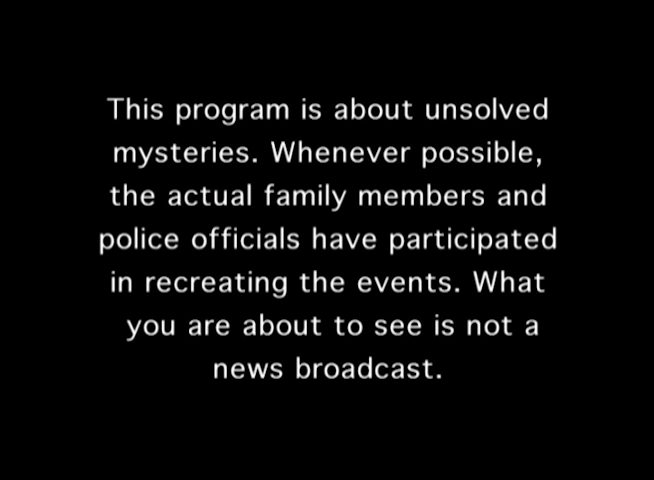 This program is about unsolved
mysteries. Whenever possible,
the actual family members and
police officials have participated
in recreating the events. What
you are about to see is not a
news broadcast.